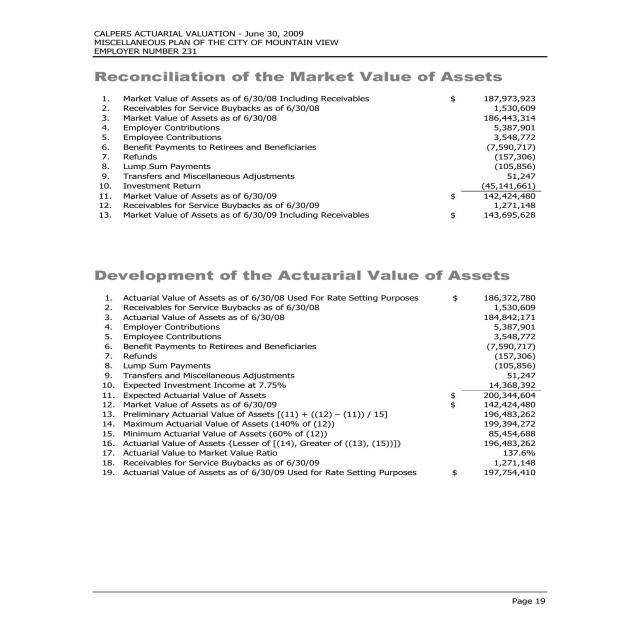 CALPERS ACTUARIAL VALUATION - June 30, 2009
MISCELLANEOUS PLAN OF THE CITY OF MOUNTAIN VIEW
EMPLOYER NUMBER 231
Reconciliation of the Market Value of Assets
1. Market Value of Assets as of 6/30/08 Including Receivables $ 187,973,923
2. Receivables for Service Buybacks as of 6/30/08 1,530,609
3. Market Value of Assets as of 6/30/08 186,443,314
4. Employer Contributions 5,387,901
5. Employee Contributions 3,548,772
6. Benefit Payments to Retirees and Beneficiaries (7,590,717)
7. Refunds (157,306)
8. Lump Sum Payments (105,856)
9. Transfers and Miscellaneous Adjustments 51,247
10. Investment Return (45,141,661)
11. Market Value of Assets as of 6/30/09 $ 142,424,480
12. Receivables for Service Buybacks as of 6/30/09 1,271,148
13. Market Value of Assets as of 6/30/09 Including Receivables $ 143,695,628
Development of the Actuarial Value of Assets
1. Actuarial Value of Assets as of 6/30/08 Used For Rate Setting Purposes $ 186,372,780
2. Receivables for Service Buybacks as of 6/30/08 1,530,609
3. Actuarial Value of Assets as of 6/30/08 184,842,171
4. Employer Contributions 5,387,901
5. Employee Contributions 3,548,772
6. Benefit Payments to Retirees and Beneficiaries (7,590,717)
7. Refunds (157,306)
8. Lump Sum Payments (105,856)
9. Transfers and Miscellaneous Adjustments 51,247
10. Expected Investment Income at 7.75% 14,368,392
11. Expected Actuarial Value of Assets $ 200,344,604
12. Market Value of Assets as of 6/30/09 $ 142,424,480
13. Preliminary Actuarial Value of Assets [(11) + ((12) – (11)) / 15] 196,483,262
14. Maximum Actuarial Value of Assets (140% of (12)) 199,394,272
15. Minimum Actuarial Value of Assets (60% of (12)) 85,454,688
16. Actuarial Value of Assets {Lesser of [(14), Greater of ((13), (15))]} 196,483,262
17. Actuarial Value to Market Value Ratio 137.6%
18. Receivables for Service Buybacks as of 6/30/09 1,271,148
19. Actuarial Value of Assets as of 6/30/09 Used for Rate Setting Purposes $ 197,754,410
Page 19